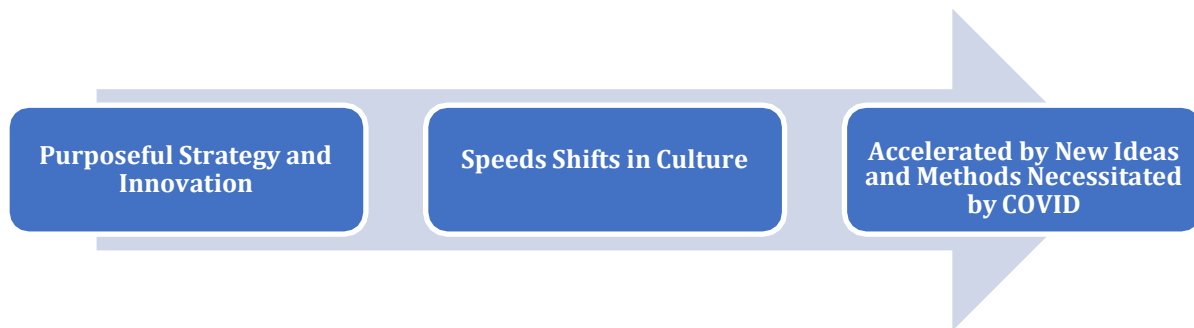 Purposeful Strategy and
Innovation
Speeds Shifts in Culture
Accelerated by New Ideas
and Methods Necessitated
by COVID